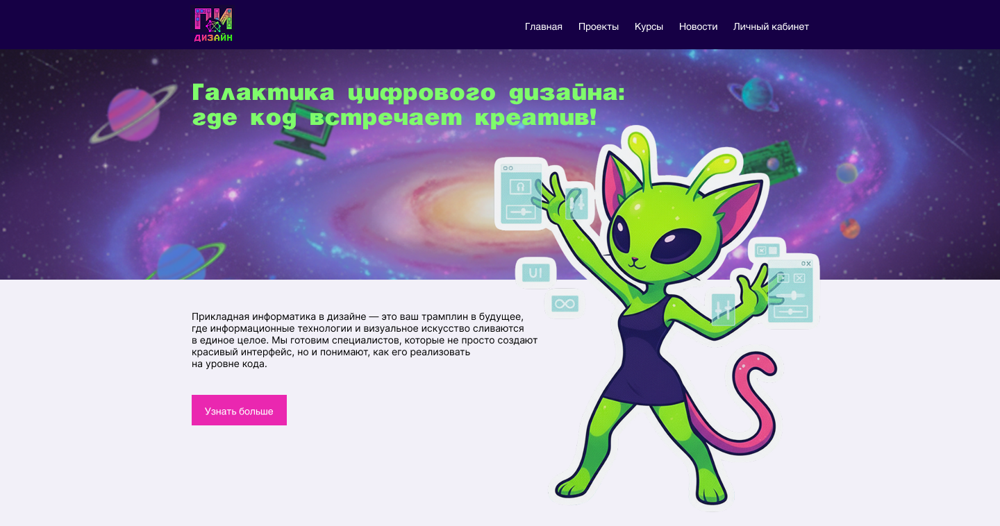 ПИ
ДИЗАЙН
Главная Проекты Курсы Новости Личный кабинет
Галактика цифрового дизайна:
где код встречает креатив!
UI
Прикладная информатика в дизайне — это ваш трамплин в будущее,
где информационные технологии и визуальное искусство сливаются
в единое целое. Мы готовим специалистов, которые не просто создают
красивый интерфейс, но и понимают, как его реализовать
на уровне кода.
Узнать больше